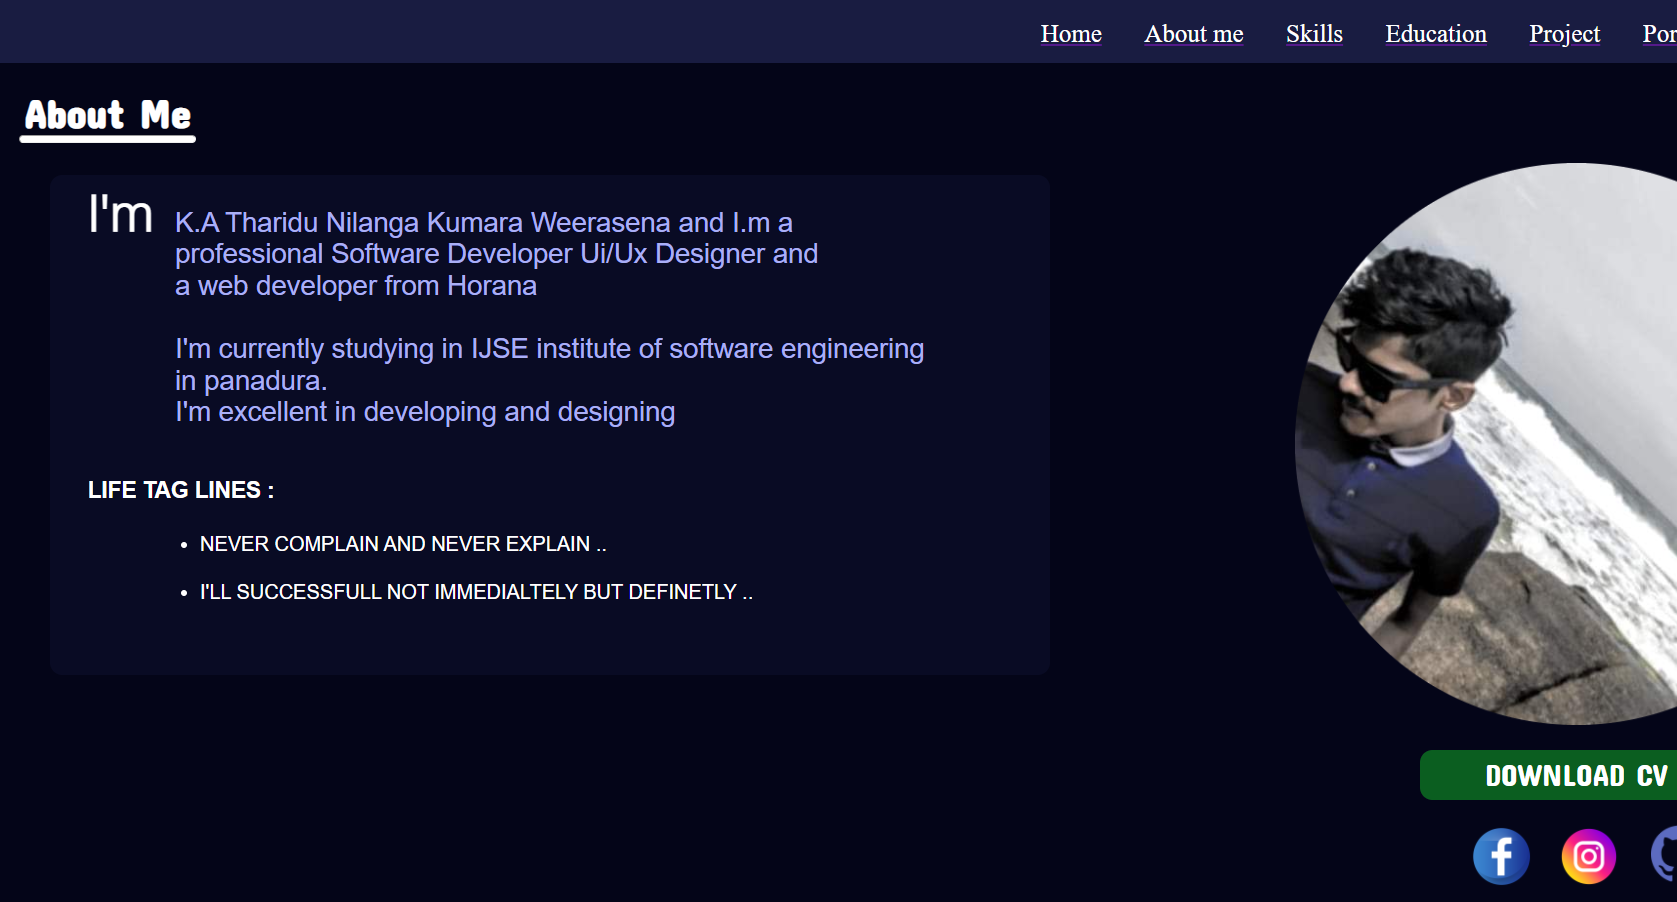 Home About me Skills Education Project Por
About Me
I'm K.A Tharidu Nilanga Kumara Weerasena and I.m a
professional Software Developer Ui/Ux Designer and
a web developer from Horana
I'm currently studying in IJSE institute of software engineering
in panadura.
I'm excellent in developing and designing
LIFE TAG LINES :
• NEVER COMPLAIN AND NEVER EXPLAIN ..
• I'LL SUCCESSFULL NOT IMMEDIALTELY BUT DEFINETLY ..
DOWNLOAD CV